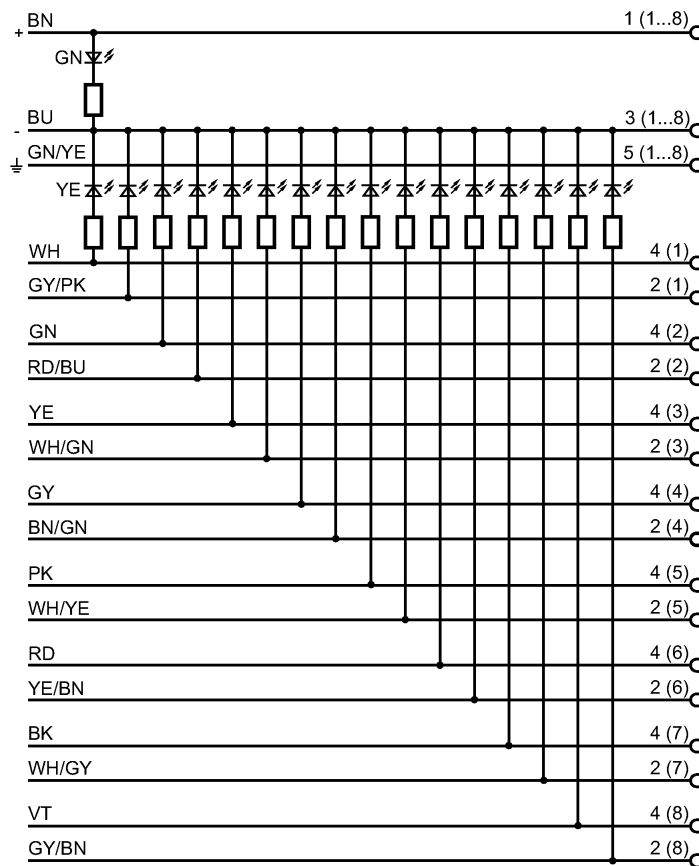 BN 1 (1...8)
+
GN
BU 3 (1...8)
-
GN/YE 5 (1...8)
YE
WH 4 (1)
GY/PK 2 (1)
GN 4 (2)
RD/BU 2 (2)
YE 4 (3)
WH/GN 2 (3)
GY 4 (4)
BN/GN 2 (4)
PK 4 (5)
WH/YE 2 (5)
RD 4 (6)
YE/BN 2 (6)
BK 4 (7)
WH/GY 2 (7)
VT 4 (8)
GY/BN 2 (8)